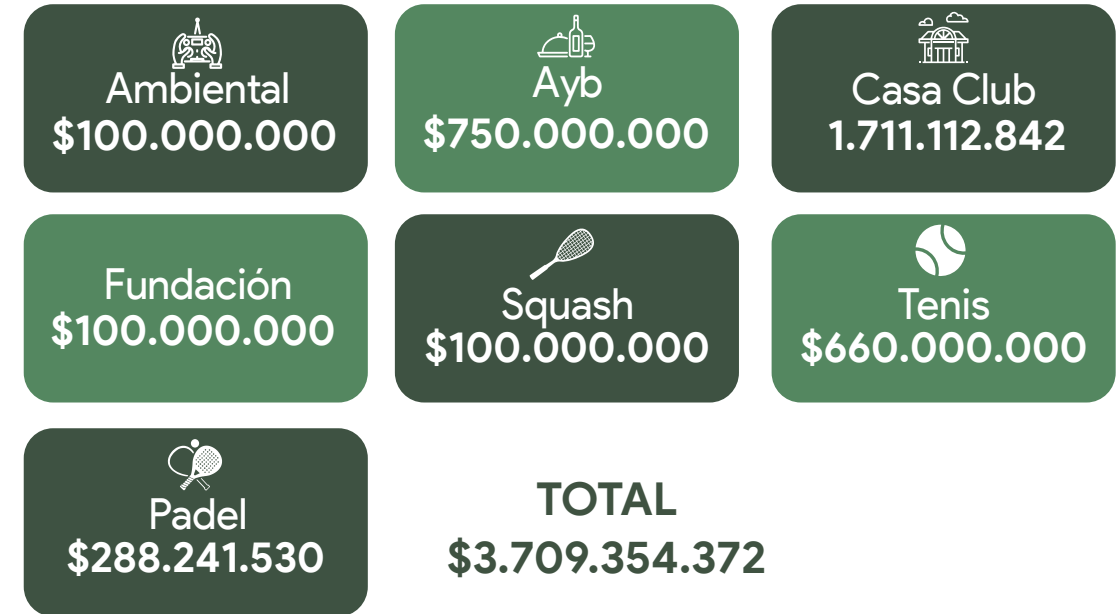 Ambiental
$100.000.000
Ayb
$750.000.000
Casa Club
1.711.112.842
Fundación
$100.000.000
Squash
$100.000.000
Tenis
$660.000.000
Padel
$288.241.530
TOTAL
$3.709.354.372